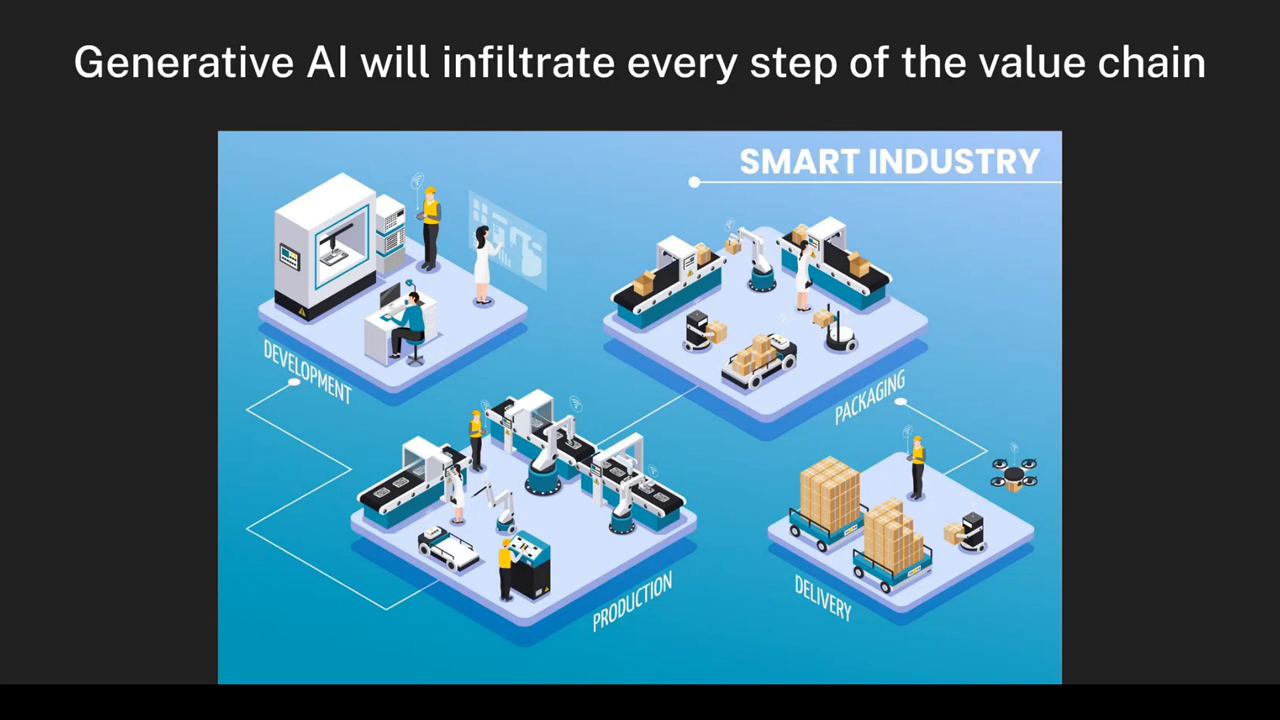 Generative AI will infiltrate every step of the value chain
SMART INDUSTRY
DEVELOPMENT
PACKAGING
PRODUCTION
DELIVERY